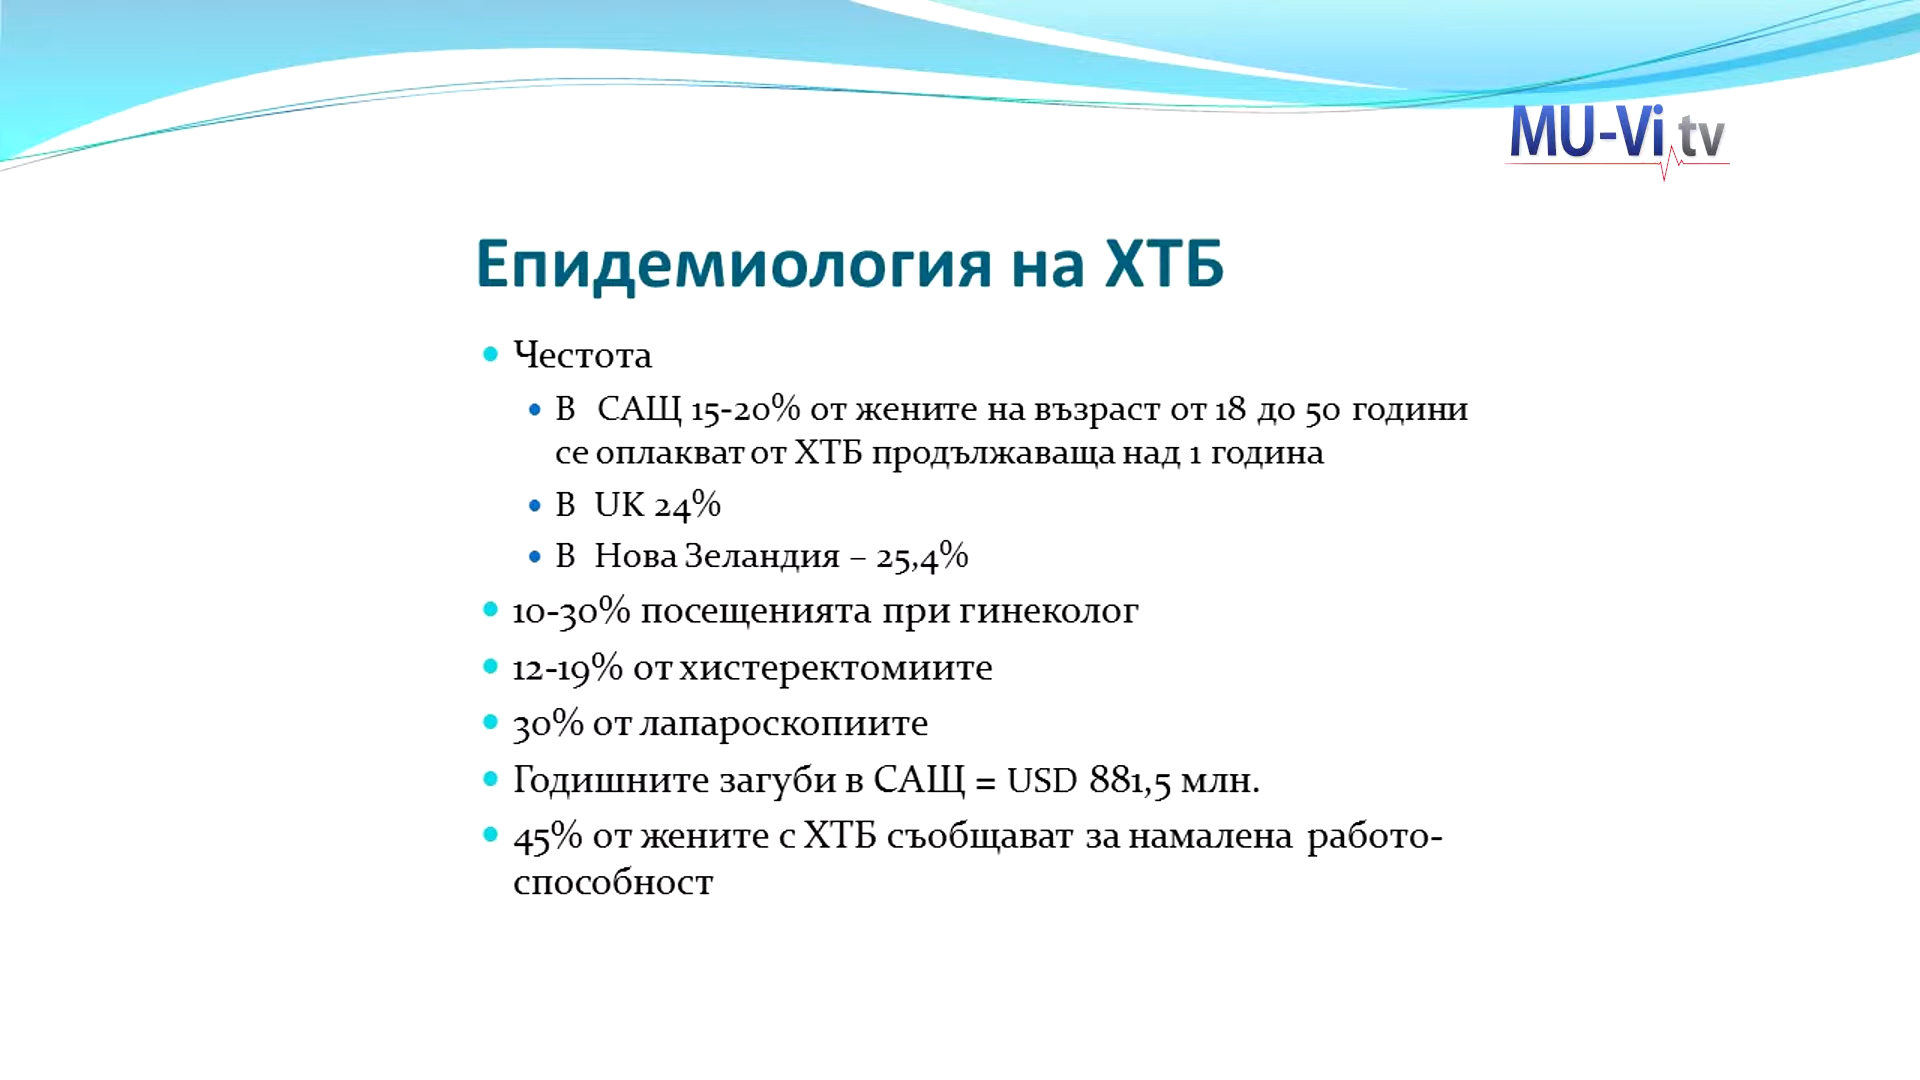 MU-Vi.tv
Епидемиология на ХТБ
Честота
В САЩ 15-20% от жените на възраст от 18 до 50 години
се оплакват от ХТБ продължаваща над 1 година
В UK 24%
В Нова Зеландия – 25,4%
10-30% посещенията при гинеколог
12-19% от хистеректомиите
30% от лапароскопиите
Годишните загуби в САЩ = USD 881,5 млн.
45% от жените с ХТБ съобщават за намалена работо-
способност